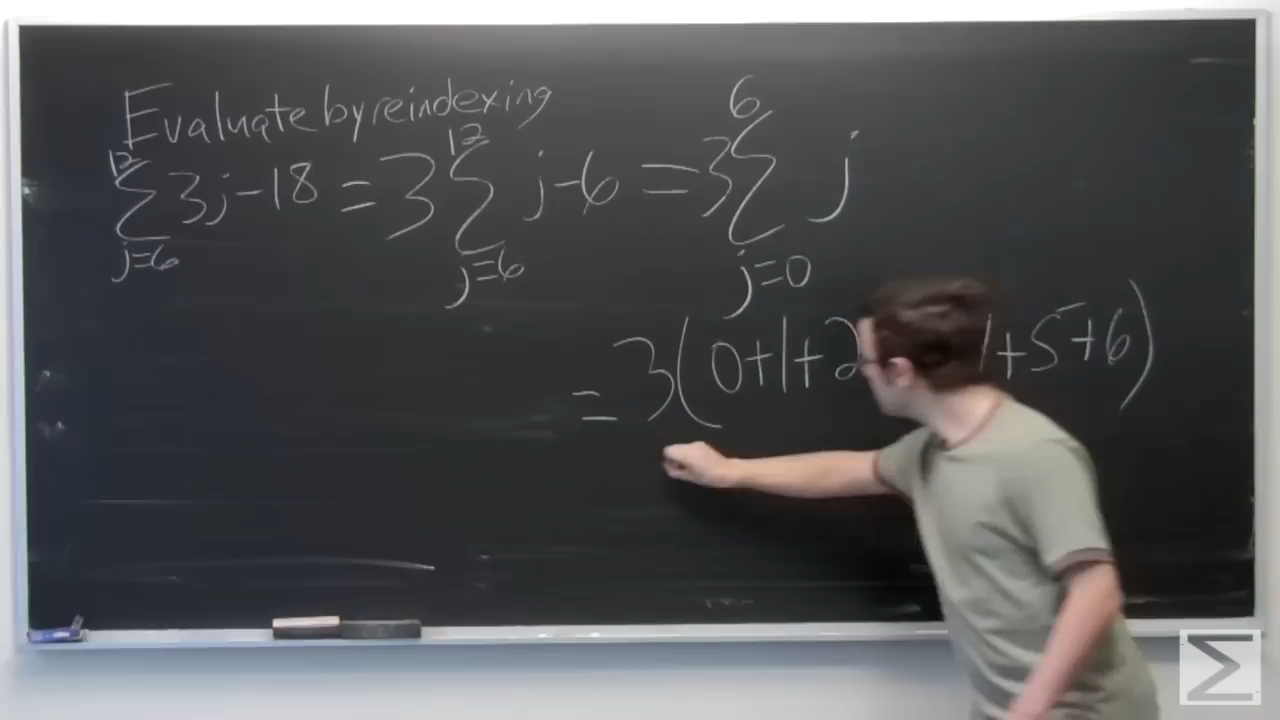 Evaluate by reindexing
12 12 6
∑ 3j-18 = 3 ∑ j-6 = 3 ∑ j
j=6 j=6 j=0
= 3(0+1+2 +5+6)
∑